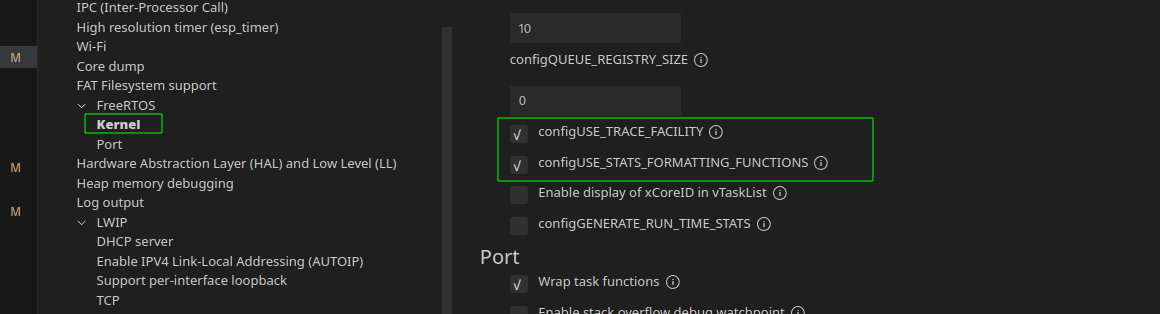 IPC (Inter-Processor Call)
High resolution timer (esp_timer)
Wi-Fi
Core dump
FAT Filesystem support
FreeRTOS
Kernel
Port
Hardware Abstraction Layer (HAL) and Low Level (LL)
Heap memory debugging
Log output
LWIP
DHCP server
Enable IPV4 Link-Local Addressing (AUTOIP)
Support per-interface loopback
TCP
M
M
M
10
configQUEUE_REGISTRY_SIZE
0
configUSE_TRACE_FACILITY
configUSE_STATS_FORMATTING_FUNCTIONS
Enable display of xCoreID in vTaskList
configGENERATE_RUN_TIME_STATS
Port
Wrap task functions
Enable stack overflow debug watchpoint